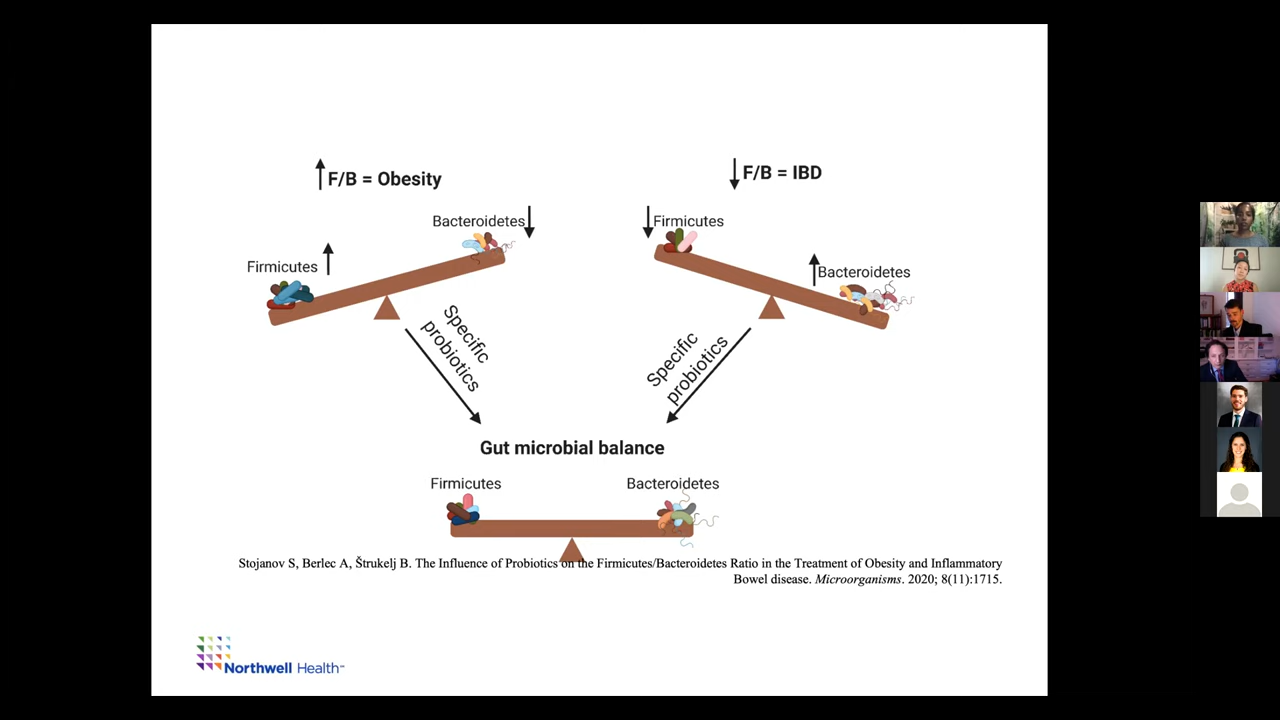 F/B = Obesity
F/B = IBD
Bacteroidetes
Firmicutes
Firmicutes
Bacteroidetes
Specific
probiotics
Specific
probiotics
Gut microbial balance
Firmicutes
Bacteroidetes
Stojanov S, Berlec A, Štrukelj B. The Influence of Probiotics on the Firmicutes/Bacteroidetes Ratio in the Treatment of Obesity and Inflammatory
Bowel disease. Microorganisms. 2020; 8(11):1715.
Northwell Health℠